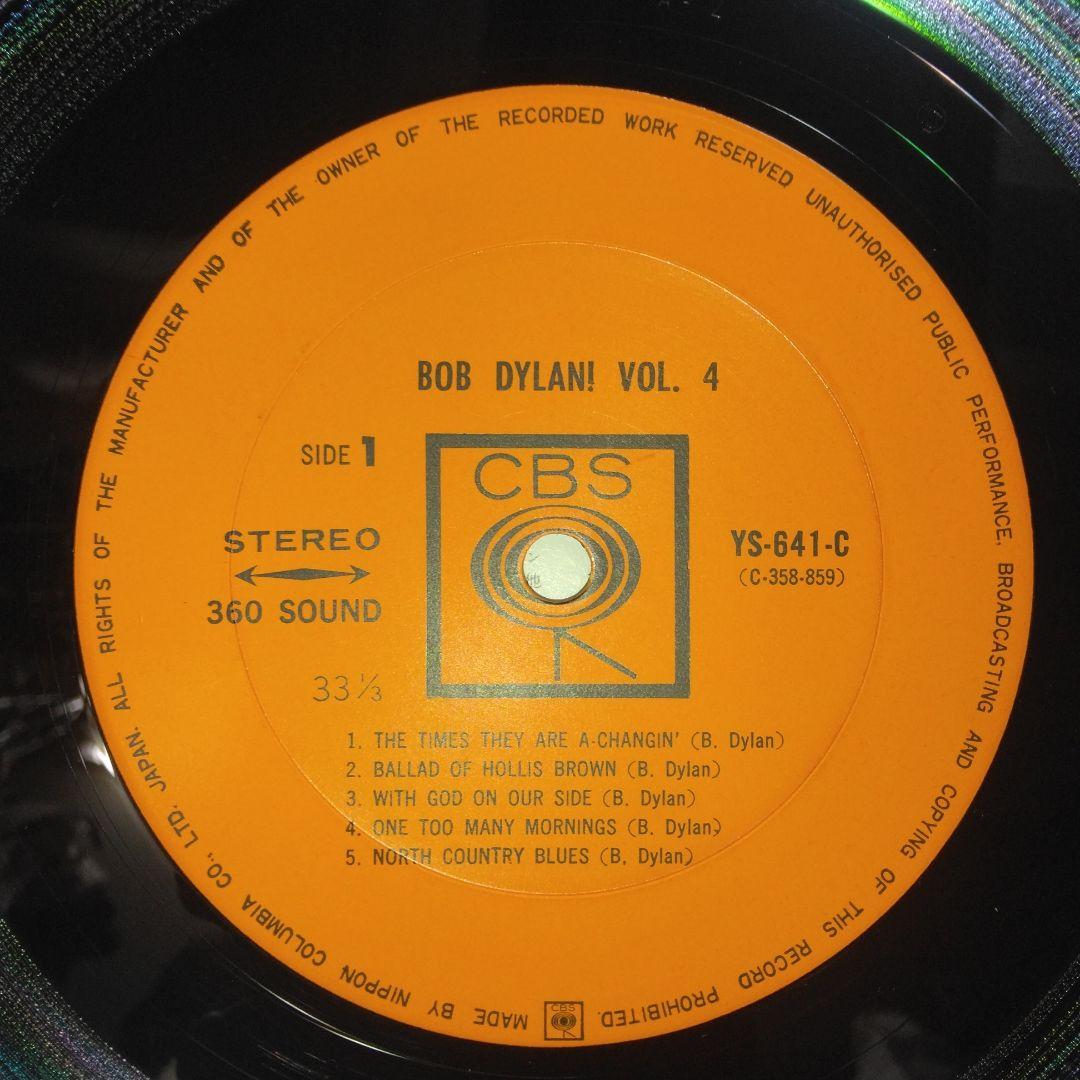 ALL RIGHTS OF THE MANUFACTURER AND OF THE OWNER OF THE RECORDED WORK RESERVED UNAUTHORISED PUBLIC PERFORMANCE, BROADCASTING AND COPYING OF THIS RECORD PROHIBITED.
BOB DYLAN! VOL. 4
SIDE 1
CBS
STEREO
360 SOUND
YS-641-C
(C-358-859)
33 1/3
1. THE TIMES THEY ARE A-CHANGIN' (B. Dylan)
2. BALLAD OF HOLLIS BROWN (B. Dylan)
3. WITH GOD ON OUR SIDE (B. Dylan)
4. ONE TOO MANY MORNINGS (B. Dylan)
5. NORTH COUNTRY BLUES (B. Dylan)
CBS
MADE BY NIPPON COLUMBIA CO., LTD. JAPAN.